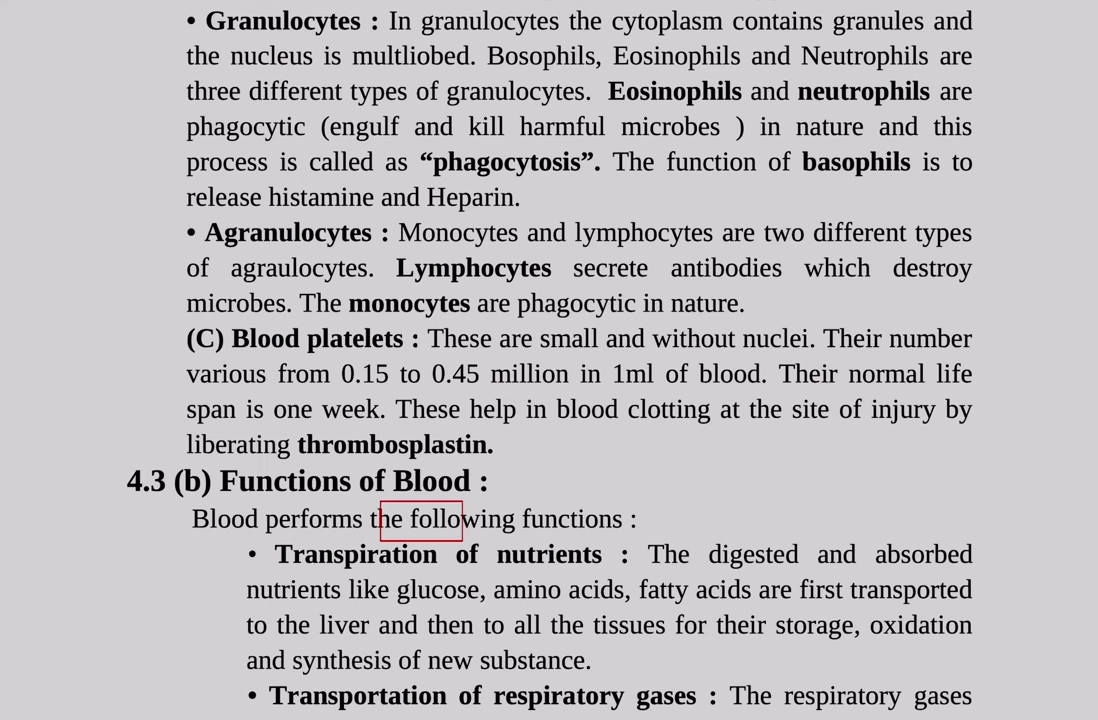 • Granulocytes : In granulocytes the cytoplasm contains granules and
the nucleus is multliobed. Bosophils, Eosinophils and Neutrophils are
three different types of granulocytes. Eosinophils and neutrophils are
phagocytic (engulf and kill harmful microbes ) in nature and this
process is called as “phagocytosis”. The function of basophils is to
release histamine and Heparin.
• Agranulocytes : Monocytes and lymphocytes are two different types
of agraulocytes. Lymphocytes secrete antibodies which destroy
microbes. The monocytes are phagocytic in nature.
(C) Blood platelets : These are small and without nuclei. Their number
various from 0.15 to 0.45 million in 1ml of blood. Their normal life
span is one week. These help in blood clotting at the site of injury by
liberating thrombosplastin.
4.3 (b) Functions of Blood :
Blood performs the following functions :
• Transpiration of nutrients : The digested and absorbed
nutrients like glucose, amino acids, fatty acids are first transported
to the liver and then to all the tissues for their storage, oxidation
and synthesis of new substance.
• Transportation of respiratory gases : The respiratory gases